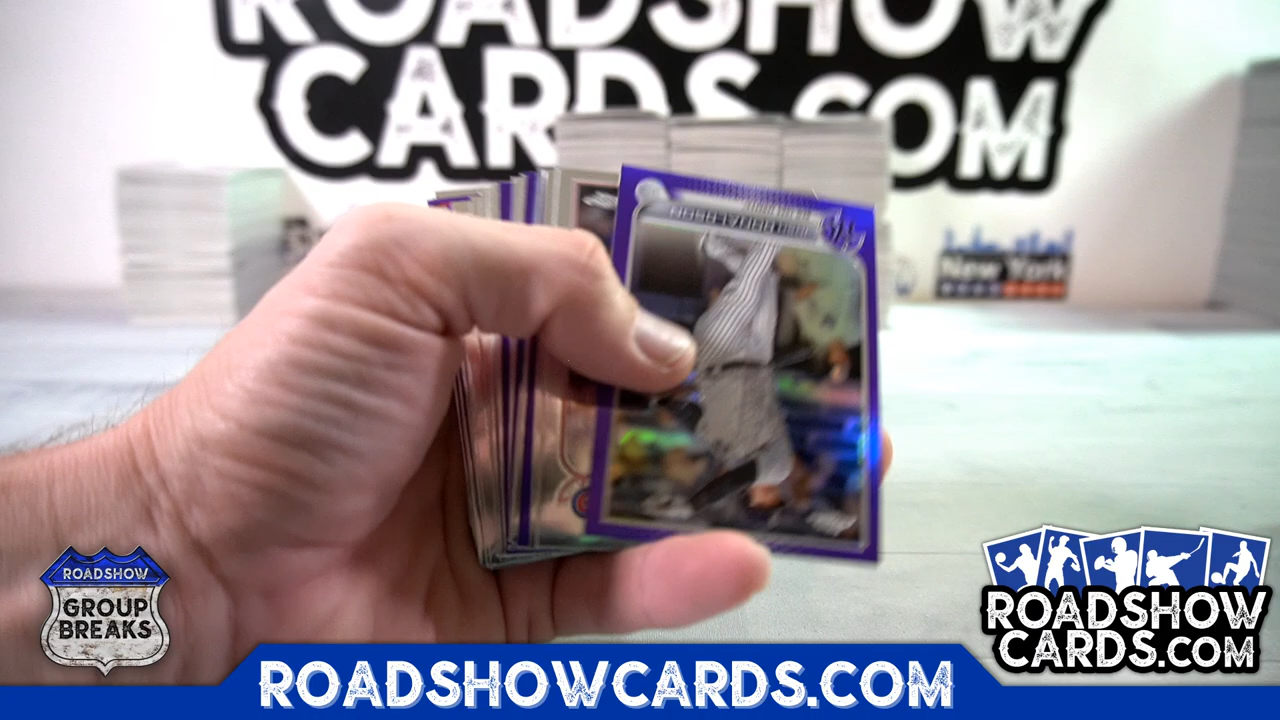 ROADSHOW
CARDS.COM
New York
ROADSHOW
GROUP
BREAKS
ROADSHOWCARDS.COM
ROADSHOW
CARDS.COM